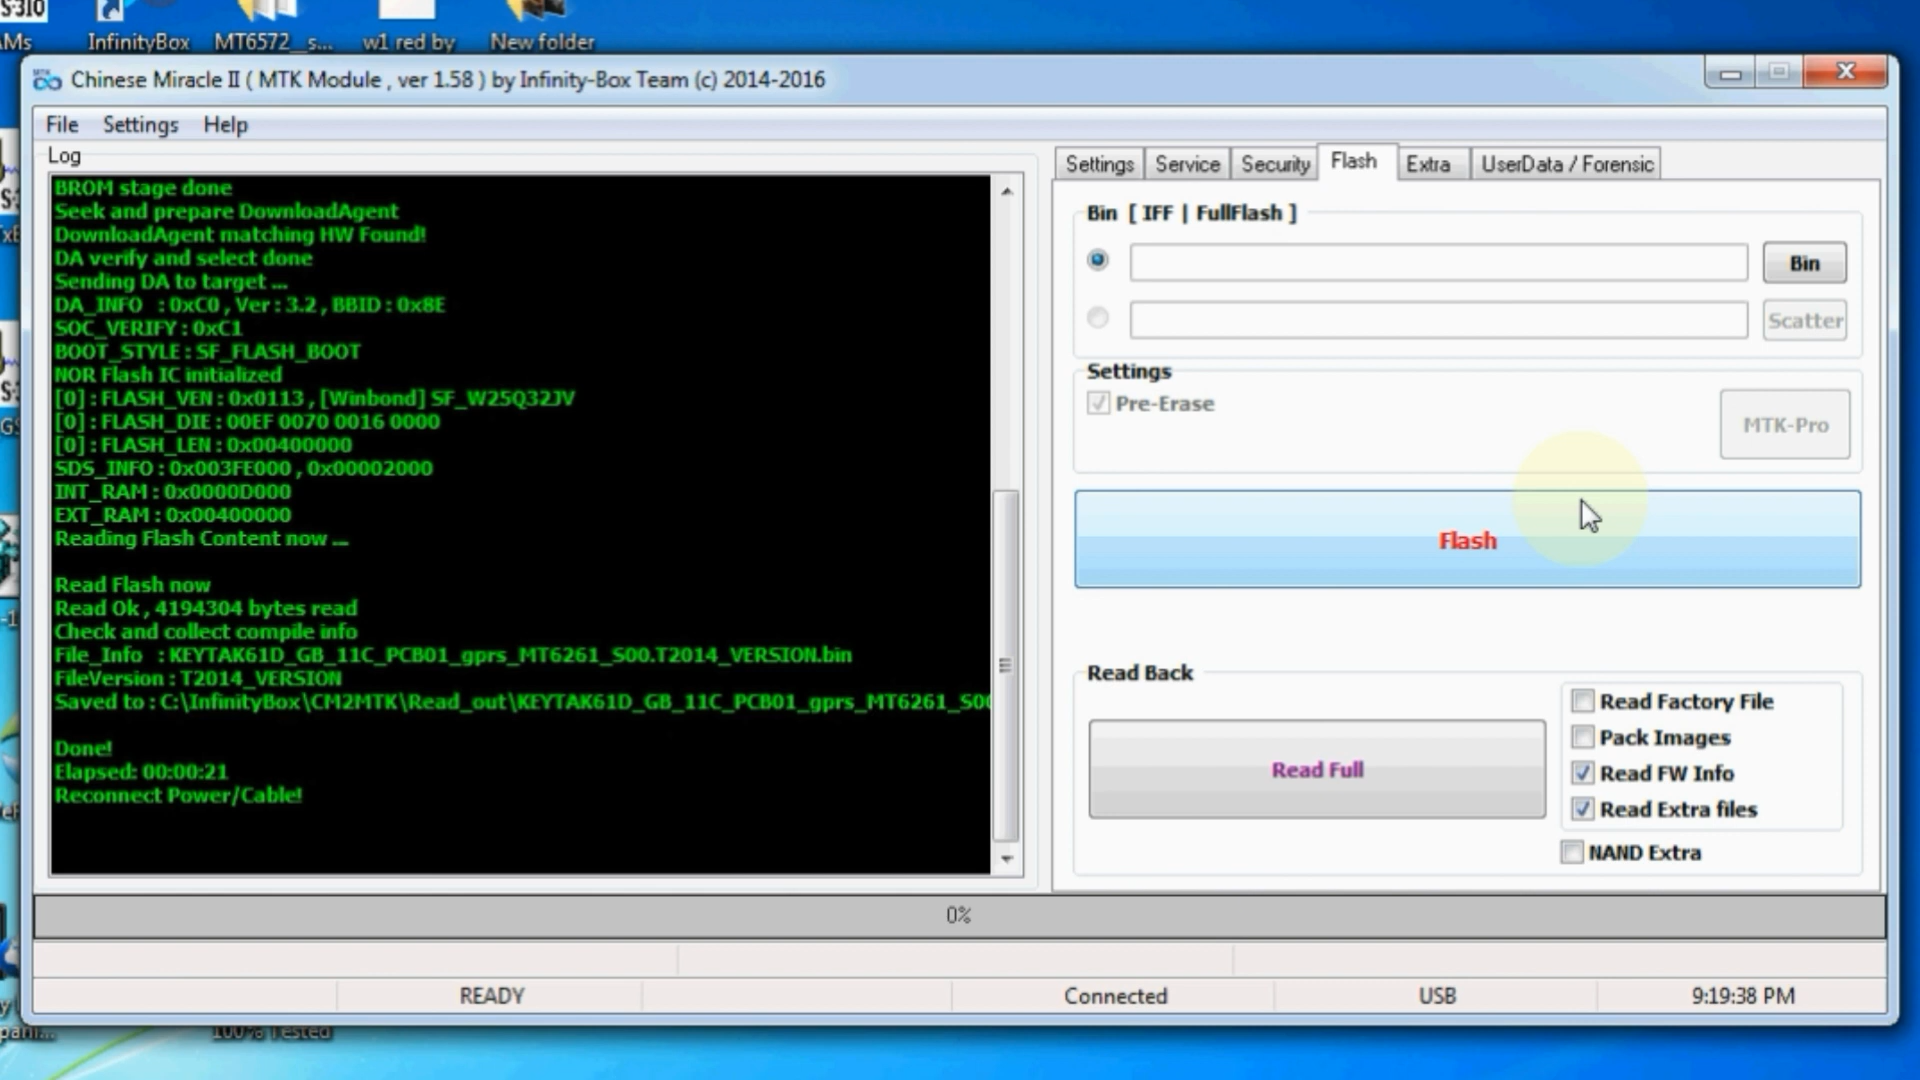 S310
AMs
InfinityBox
MT6572__s...
w1 red by
New folder
Chinese Miracle II ( MTK Module , ver 1.58 ) by Infinity-Box Team (c) 2014-2016
File Settings Help
Log
BROM stage done
Seek and prepare DownloadAgent
DownloadAgent matching HW Found!
DA verify and select done
Sending DA to target ...
DA_INFO : 0xC0 , Ver : 3.2 , BBID : 0x8E
SOC_VERIFY : 0xC1
BOOT_STYLE : SF_FLASH_BOOT
NOR Flash IC initialized
[0] : FLASH_VEN : 0x0113 , [Winbond] SF_W25Q32JV
[0] : FLASH_DIE : 00EF 0070 0016 0000
[0] : FLASH_LEN : 0x00400000
SDS_INFO : 0x003FE000 , 0x00002000
INT_RAM : 0x0000D000
EXT_RAM : 0x00400000
Reading Flash Content now ...
Read Flash now
Read Ok , 4194304 bytes read
Check and collect compile info
File_Info : KEYTAK61D_GB_11C_PCB01_gprs_MT6261_S00.T2014_VERSION.bin
FileVersion : T2014_VERSION
Saved to : C:\InfinityBox\CM2MTK\Read_out\KEYTAK61D_GB_11C_PCB01_gprs_MT6261_S00
Done!
Elapsed: 00:00:21
Reconnect Power/Cable!
Settings Service Security Flash Extra UserData / Forensic
Bin [ IFF | FullFlash ]
Bin
Scatter
Settings
Pre-Erase
MTK-Pro
Flash
Read Back
Read Full
Read Factory File
Pack Images
Read FW Info
Read Extra files
NAND Extra
0%
READY
Connected
USB
9:19:38 PM
100% Tested